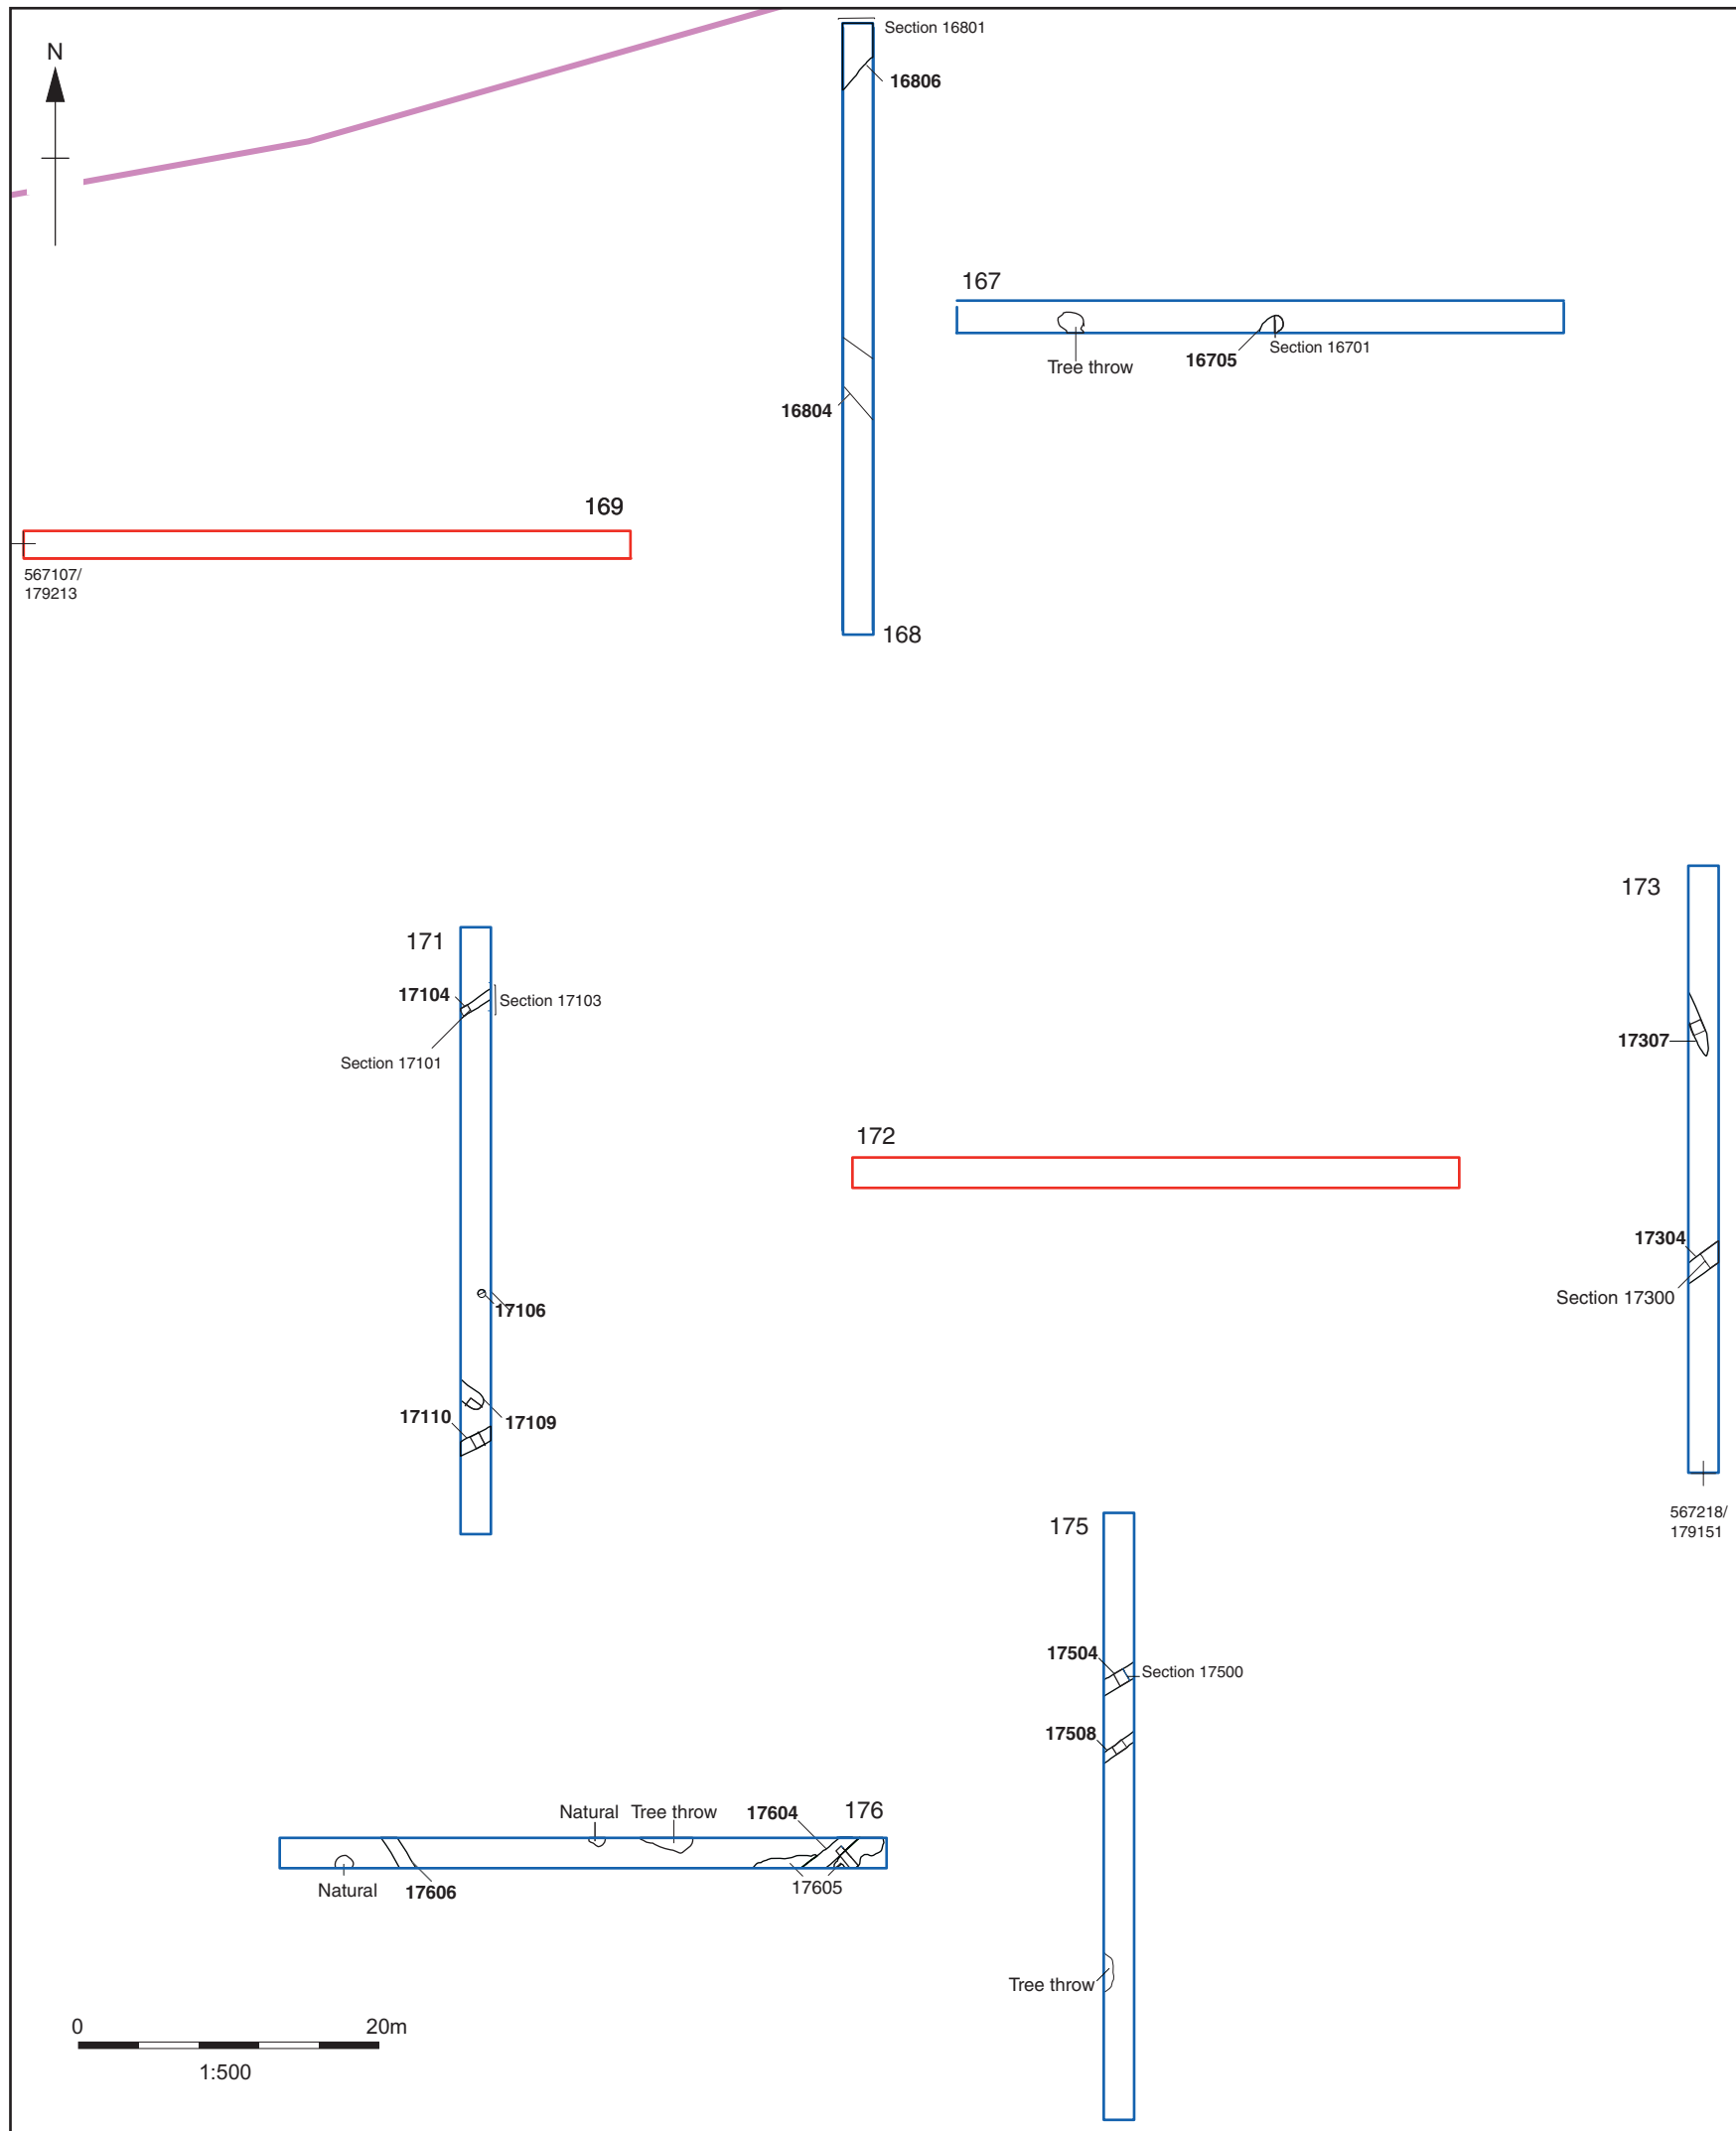 Section 16801
N
16806
167
Tree throw
16705
Section 16701
16804
169
567107/
179213
168
173
171
17104
Section 17103
Section 17101
17307
172
17304
Section 17300
17106
17110
17109
567218/
179151
175
17504
Section 17500
17508
Natural
Tree throw
17604
176
Natural
17606
17605
Tree throw
0
20m
1:500